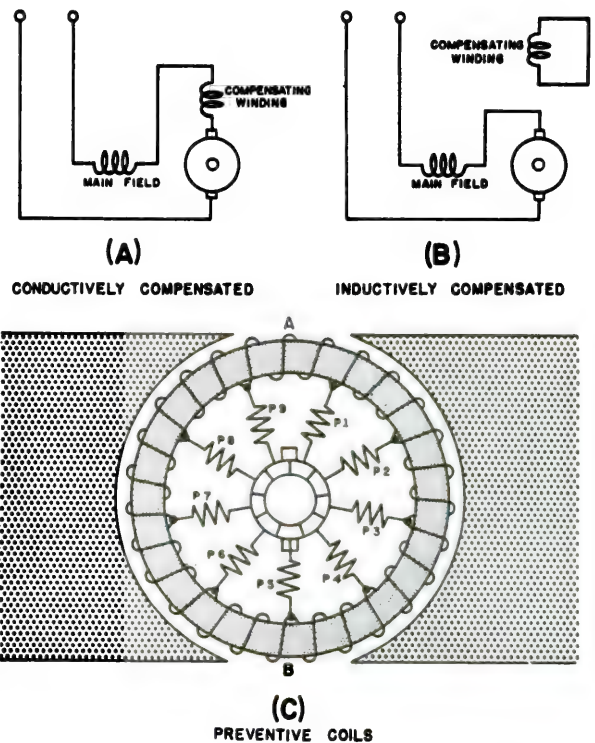 COMPENSATING
WINDING
MAIN FIELD
(A)
CONDUCTIVELY COMPENSATED
COMPENSATING
WINDING
MAIN FIELD
(B)
INDUCTIVELY COMPENSATED
A
P9
P1
P8
P2
P7
P3
P6
P4
P5
B
(C)
PREVENTIVE COILS